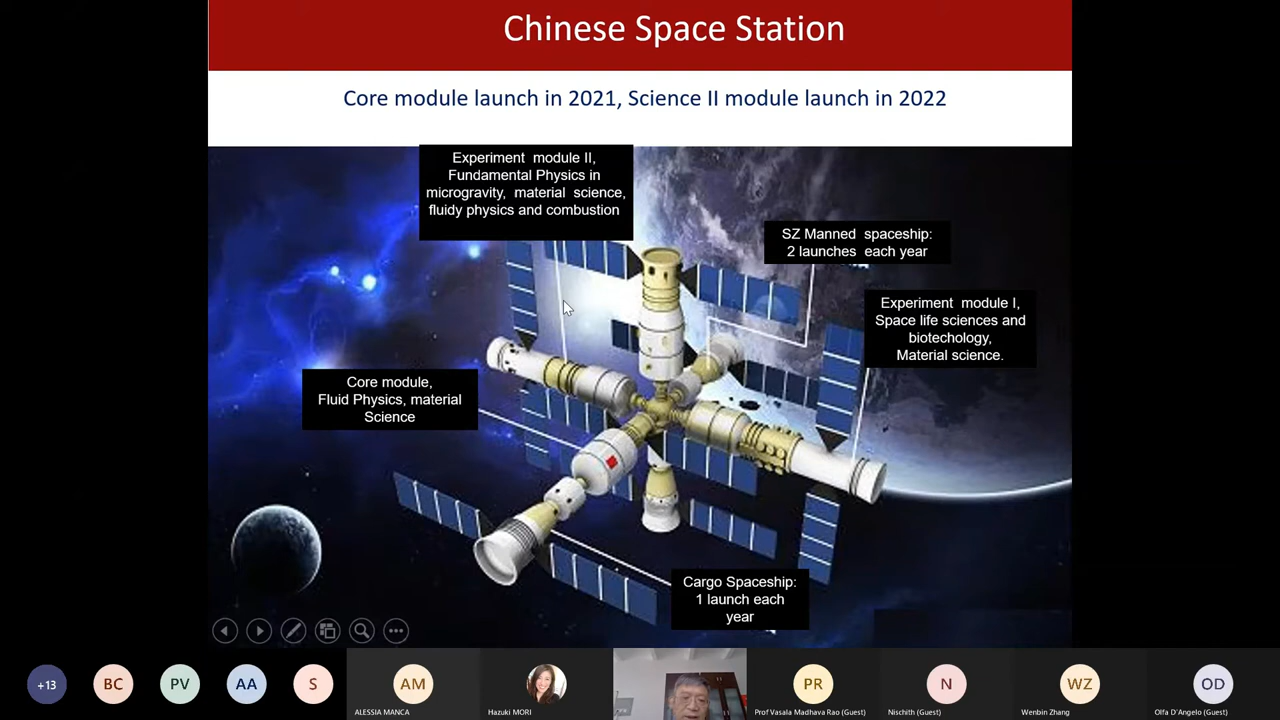 Chinese Space Station
Core module launch in 2021, Science II module launch in 2022
Experiment module II,
Fundamental Physics in
microgravity, material science,
fluidy physics and combustion
SZ Manned spaceship:
2 launches each year
Experiment module I,
Space life sciences and
biotechology,
Material science.
Core module,
Fluid Physics, material
Science
Cargo Spaceship:
1 launch each
year
+13
BC
PV
AA
S
AM
PR
N
WZ
OD
ALESSIA MANCA
Hazuki MORI
Prof Vasala Madhava Rao (Guest)
Nischith (Guest)
Wenbin Zhang
Olfa D'Angelo (Guest)